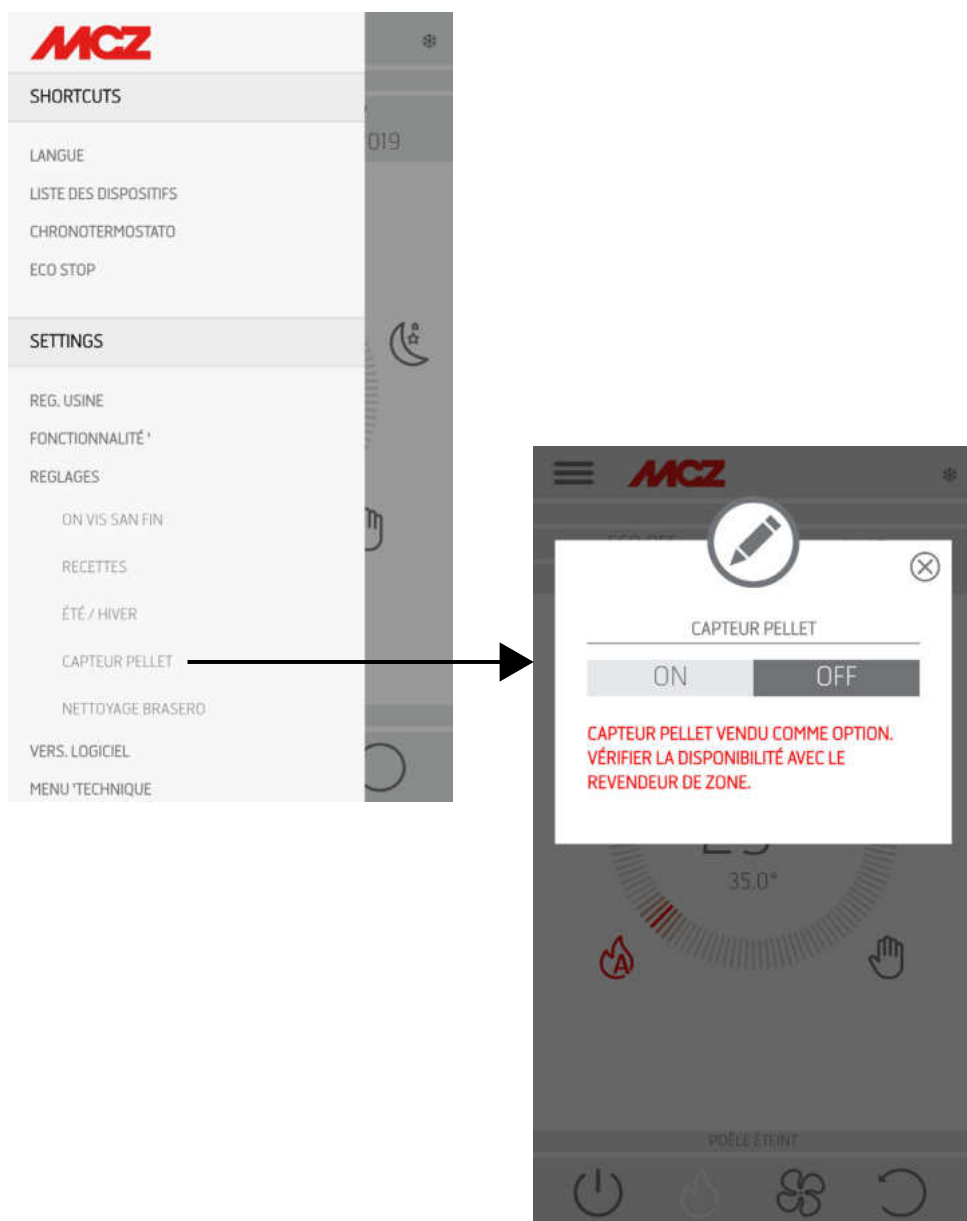 MCZ
SHORTCUTS
019
LANGUE
LISTE DES DISPOSITIFS
CHRONOTERMOSTATO
ECO STOP
SETTINGS
REG. USINE
FONCTIONNALITÉ '
REGLAGES
ON VIS SAN FIN
RECETTES
ÉTÉ / HIVER
CAPTEUR PELLET
NETTOYAGE BRASERO
VERS. LOGICIEL
MENU 'TECHNIQUE
MCZ
CAPTEUR PELLET
ON OFF
CAPTEUR PELLET VENDU COMME OPTION.
VÉRIFIER LA DISPONIBILITÉ AVEC LE
REVENDEUR DE ZONE.
35.0°
A
POÊLE ÉTEINT